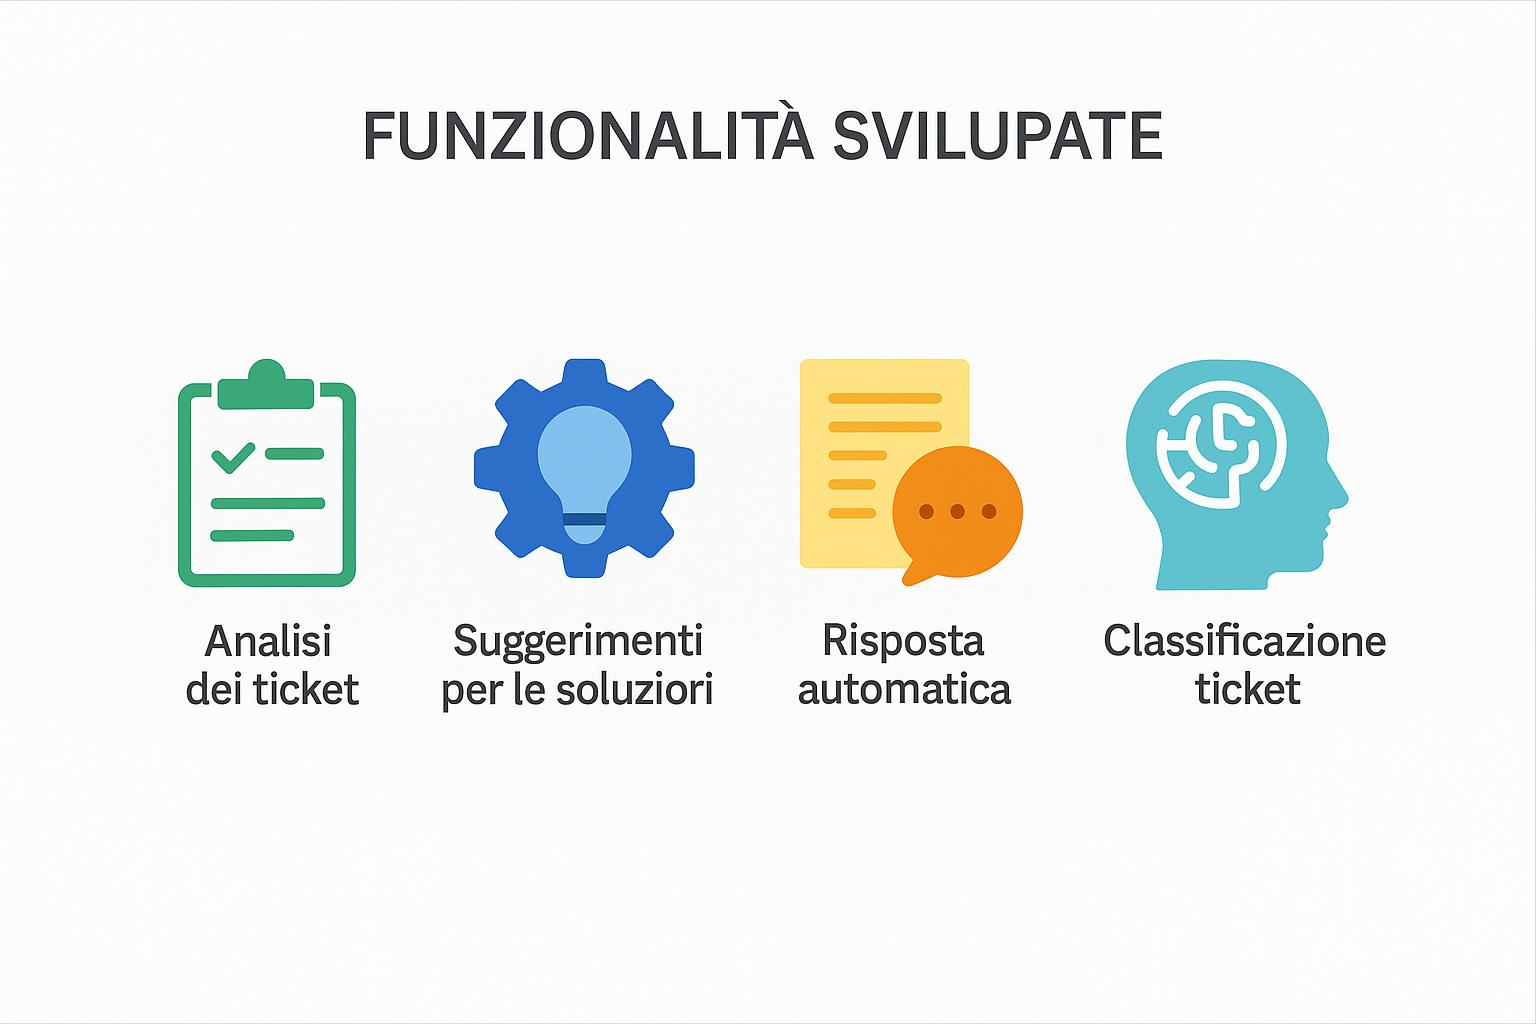 FUNZIONALITÀ SVILUPATE
Analisi
dei ticket
Suggerimenti
per le soluziori
Risposta
automatica
Classificazione
ticket